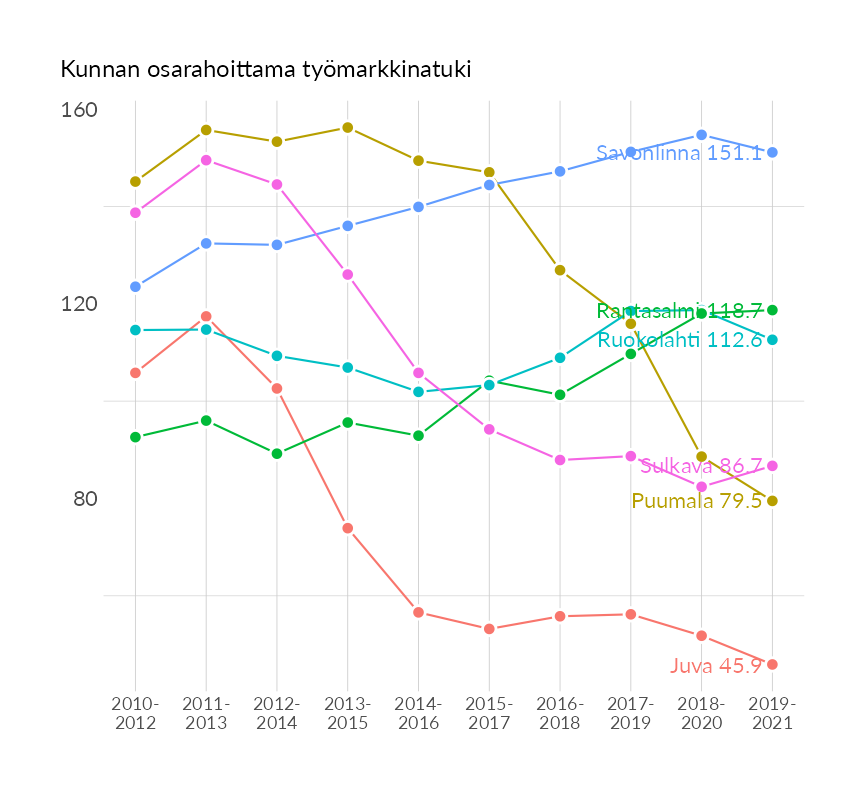 Kunnan osarahoittama työmarkkinatuki
160
Savonlinna 151.1
120
Rantasalmi 118.7
Ruokolahti 112.6
Sulkava 86.7
80
Puumala 79.5
Juva 45.9
2010- 2011- 2012- 2013- 2014- 2015- 2016- 2017- 2018- 2019-
2012 2013 2014 2015 2016 2017 2018 2019 2020 2021